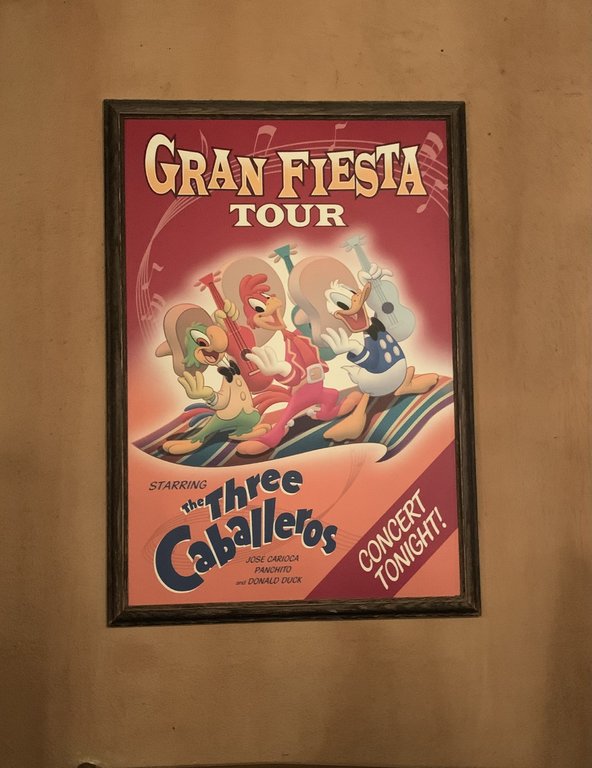 GRAN FIESTA
TOUR
STARRING
The Three
Caballeros
JOSE CARIOCA
PANCHITO
and DONALD DUCK
CONCERT
TONIGHT!